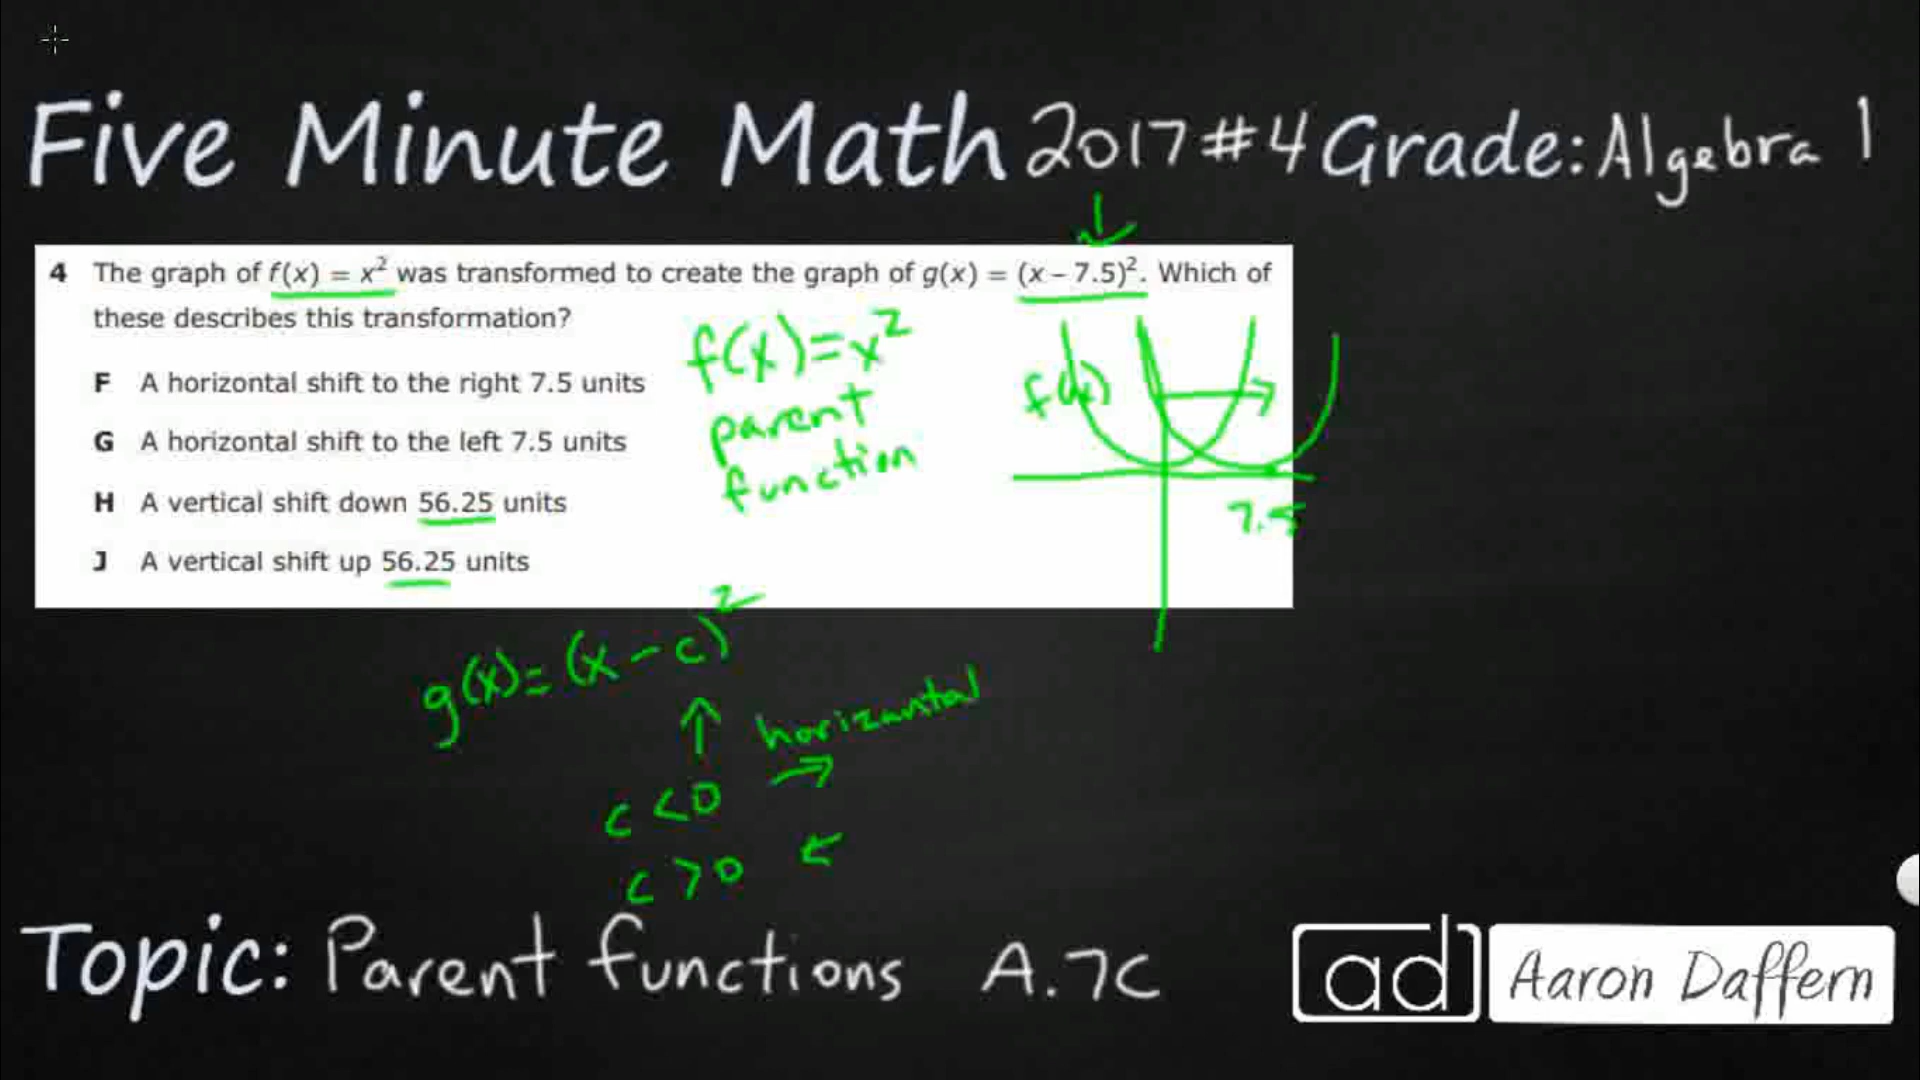 Five Minute Math 2017 #4 Grade: Algebra 1
4 The graph of f(x) = x² was transformed to create the graph of g(x) = (x – 7.5)². Which of
these describes this transformation?
F A horizontal shift to the right 7.5 units
G A horizontal shift to the left 7.5 units
H A vertical shift down 56.25 units
J A vertical shift up 56.25 units
f(x)=x²
parent
function
f(x)
7.5
g(x)=(x-c)²
↑ horizontal
c<0 →
c>0 ←
Topic: Parent functions A.7C
ad Aaron Daffern